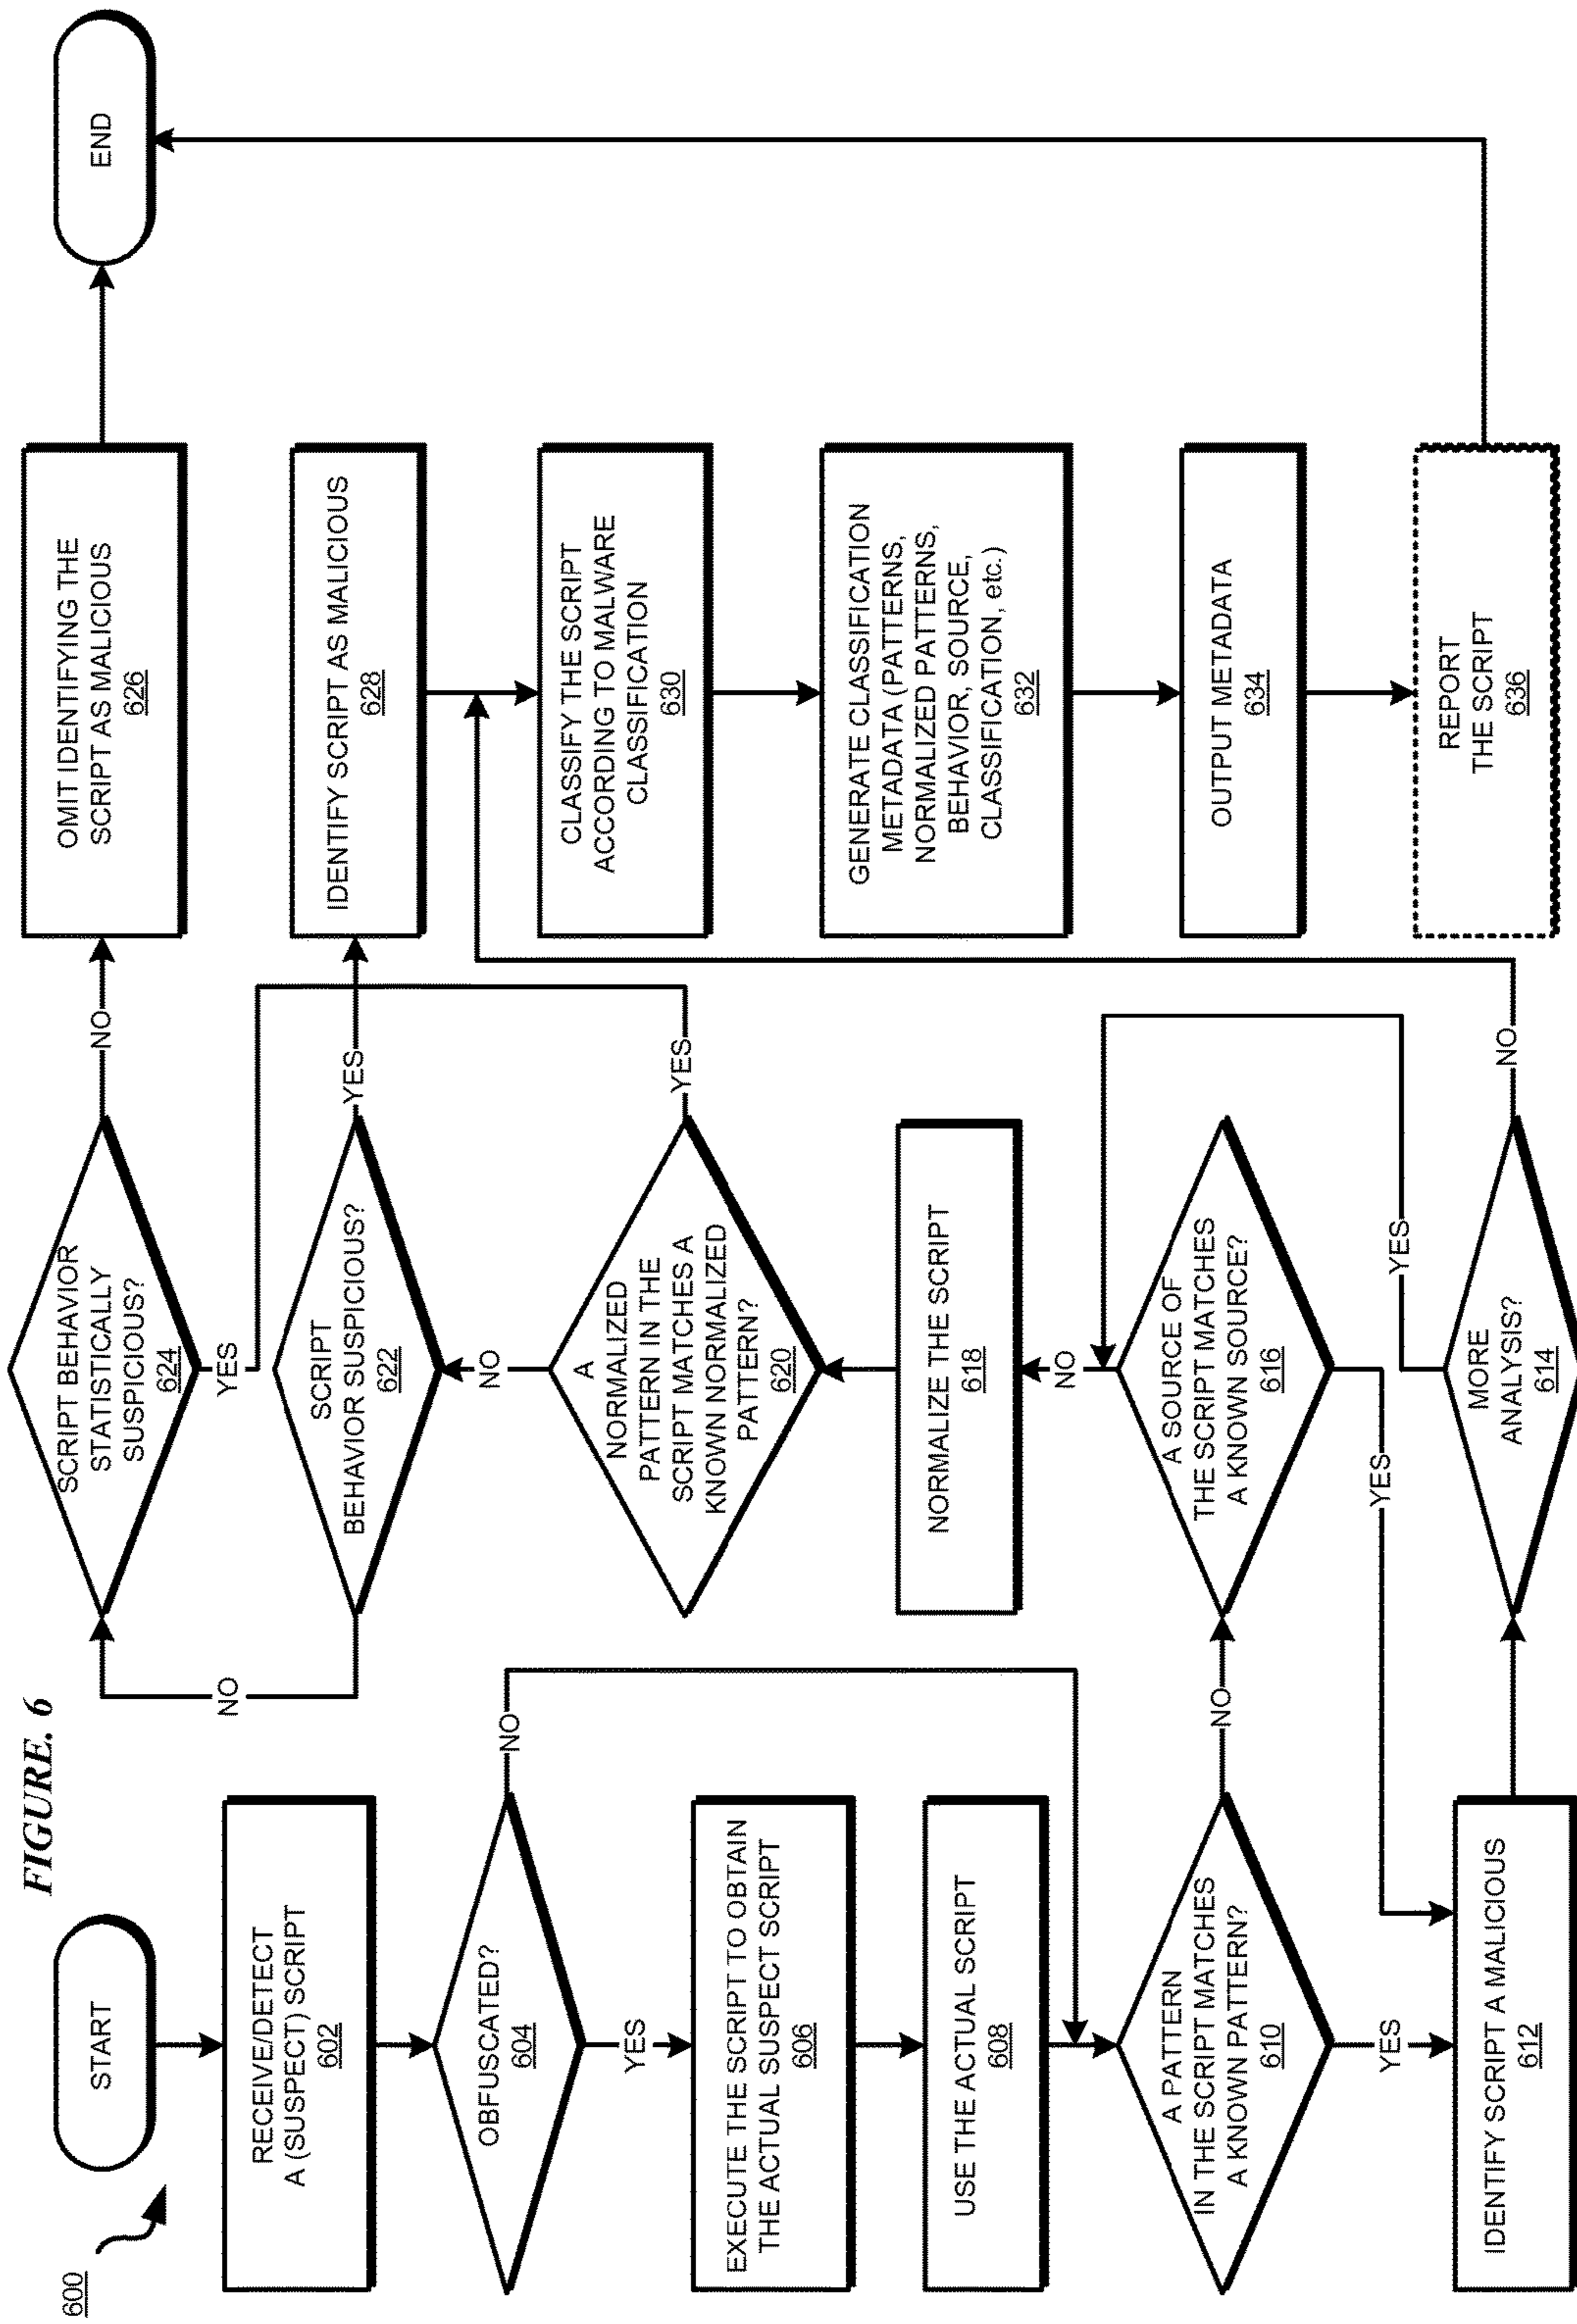 FIGURE. 6
600
START
RECEIVE/DETECT
A (SUSPECT) SCRIPT
602
OBFUSCATED?
604
NO
YES
EXECUTE THE SCRIPT TO OBTAIN
THE ACTUAL SUSPECT SCRIPT
606
USE THE ACTUAL SCRIPT
608
A PATTERN
IN THE SCRIPT MATCHES
A KNOWN PATTERN?
610
NO
YES
IDENTIFY SCRIPT A MALICIOUS
612
SCRIPT BEHAVIOR
STATISTICALLY
SUSPICIOUS?
624
NO
YES
NO
SCRIPT
BEHAVIOR SUSPICIOUS?
622
YES
NO
A
NORMALIZED
PATTERN IN THE
SCRIPT MATCHES A
KNOWN NORMALIZED
PATTERN?
620
YES
NORMALIZE THE SCRIPT
618
NO
A SOURCE OF
THE SCRIPT MATCHES
A KNOWN SOURCE?
616
YES
YES
MORE
ANALYSIS?
614
NO
OMIT IDENTIFYING THE
SCRIPT AS MALICIOUS
626
IDENTIFY SCRIPT AS MALICIOUS
628
CLASSIFY THE SCRIPT
ACCORDING TO MALWARE
CLASSIFICATION
630
GENERATE CLASSIFICATION
METADATA (PATTERNS,
NORMALIZED PATTERNS,
BEHAVIOR, SOURCE,
CLASSIFICATION, etc.)
632
OUTPUT METADATA
634
REPORT
THE SCRIPT
636
END